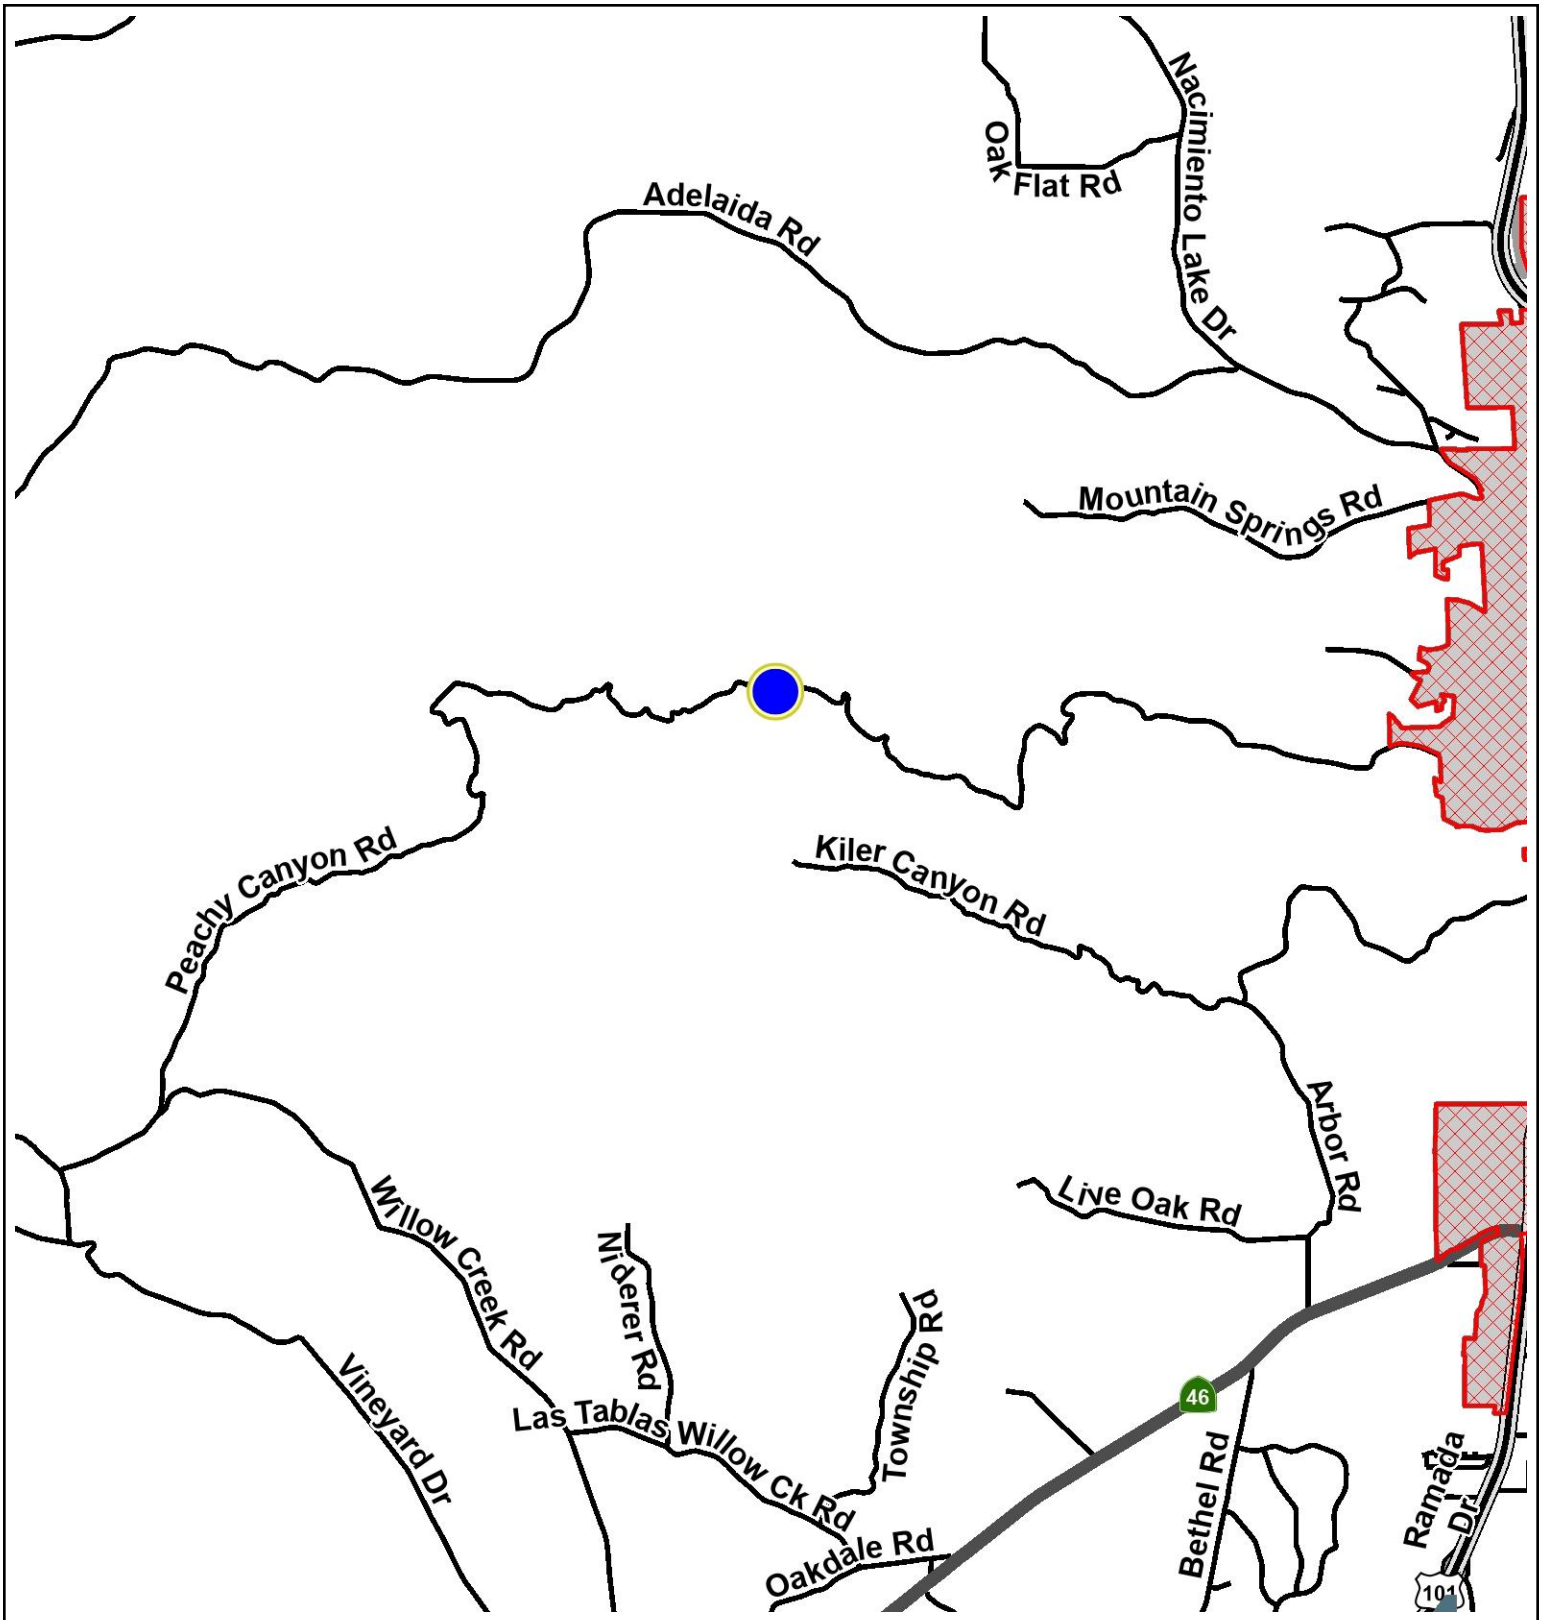 Nacimiento Lake Dr
Oak
Flat Rd
Adelaida Rd
Mountain Springs Rd
Peachy Canyon Rd
Kiler Canyon Rd
Arbor Rd
Live Oak Rd
Willow Creek Rd
Niderer Rd
Township Rd
Vineyard Dr
Las Tablas Willow Ck Rd
46
Bethel Rd
Ramada
Dr
Oakdale Rd
101